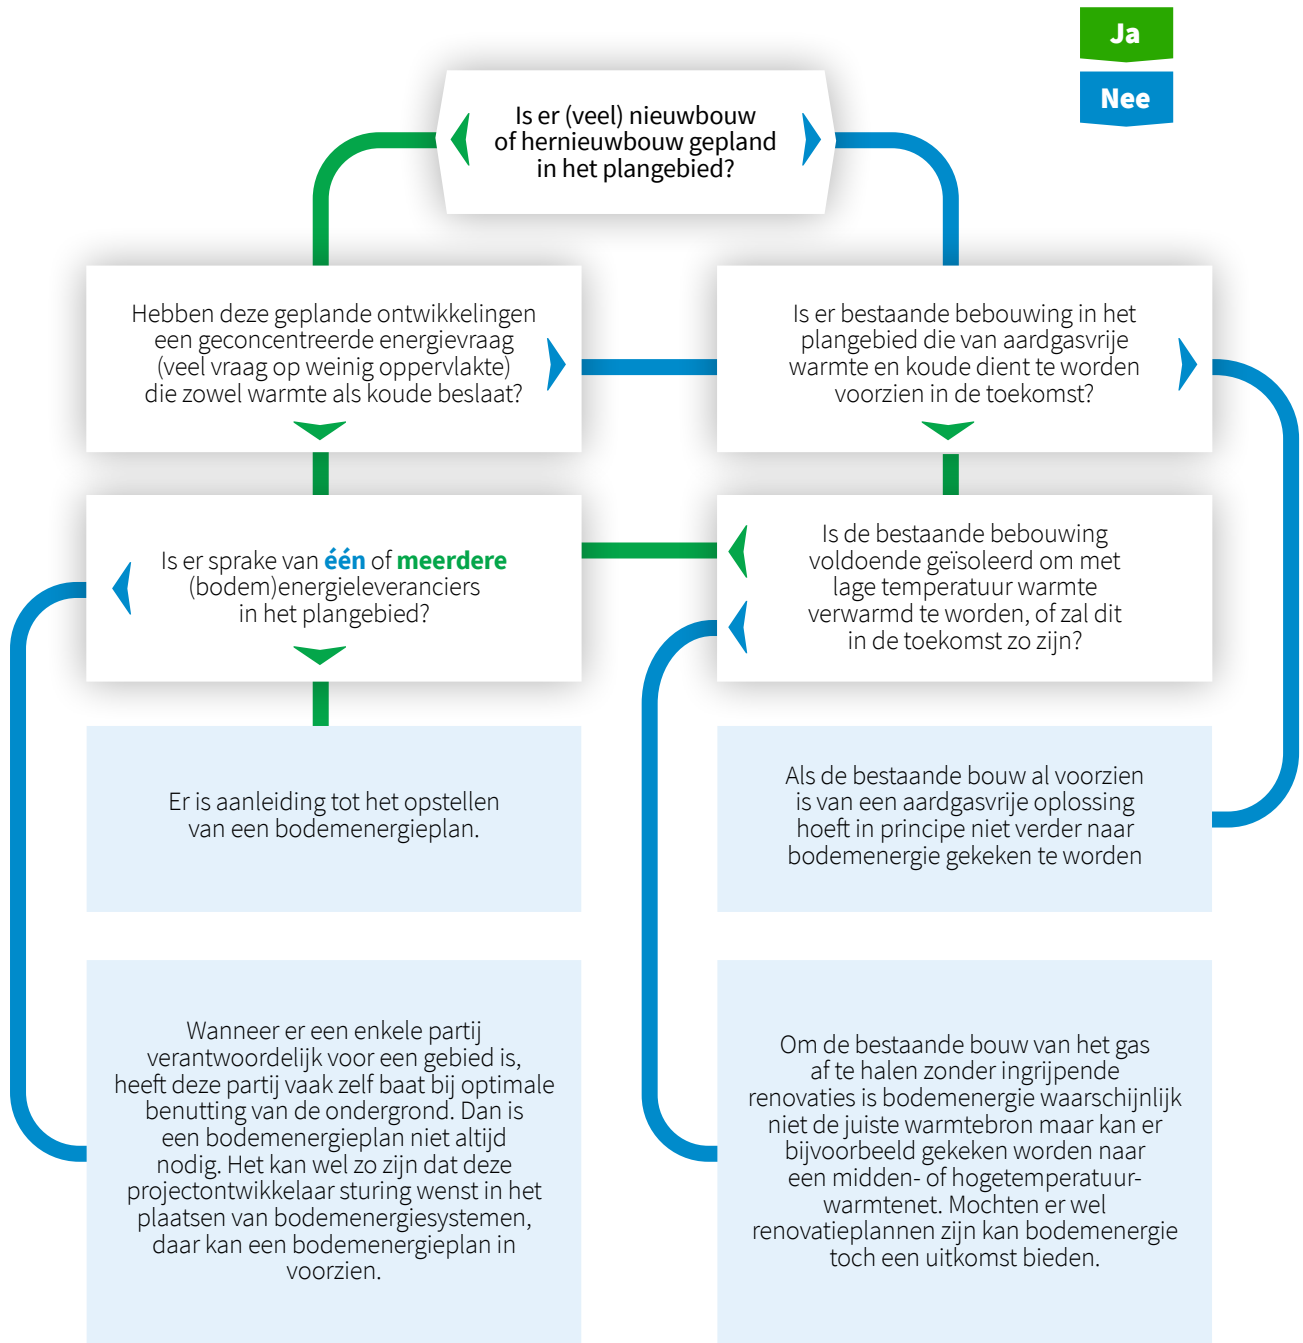 Ja
Nee
Is er (veel) nieuwbouw
of hernieuwbouw gepland
in het plangebied?
Hebben deze geplande ontwikkelingen
een geconcentreerde energievraag
(veel vraag op weinig oppervlakte)
die zowel warmte als koude beslaat?
Is er bestaande bebouwing in het
plangebied die van aardgasvrije
warmte en koude dient te worden
voorzien in de toekomst?
Is er sprake van één of meerdere
(bodem)energieleveranciers
in het plangebied?
Is de bestaande bebouwing
voldoende geïsoleerd om met
lage temperatuur warmte
verwarmd te worden, of zal dit
in de toekomst zo zijn?
Er is aanleiding tot het opstellen
van een bodemenergieplan.
Als de bestaande bouw al voorzien
is van een aardgasvrije oplossing
hoeft in principe niet verder naar
bodemenergie gekeken te worden
Wanneer er een enkele partij
verantwoordelijk voor een gebied is,
heeft deze partij vaak zelf baat bij optimale
benutting van de ondergrond. Dan is
een bodemenergieplan niet altijd
nodig. Het kan wel zo zijn dat deze
projectontwikkelaar sturing wenst in het
plaatsen van bodemenergiesystemen,
daar kan een bodemenergieplan in
voorzien.
Om de bestaande bouw van het gas
af te halen zonder ingrijpende
renovaties is bodemenergie waarschijnlijk
niet de juiste warmtebron maar kan er
bijvoorbeeld gekeken worden naar
een midden- of hogetemperatuur-
warmtenet. Mochten er wel
renovatieplannen zijn kan bodemenergie
toch een uitkomst bieden.